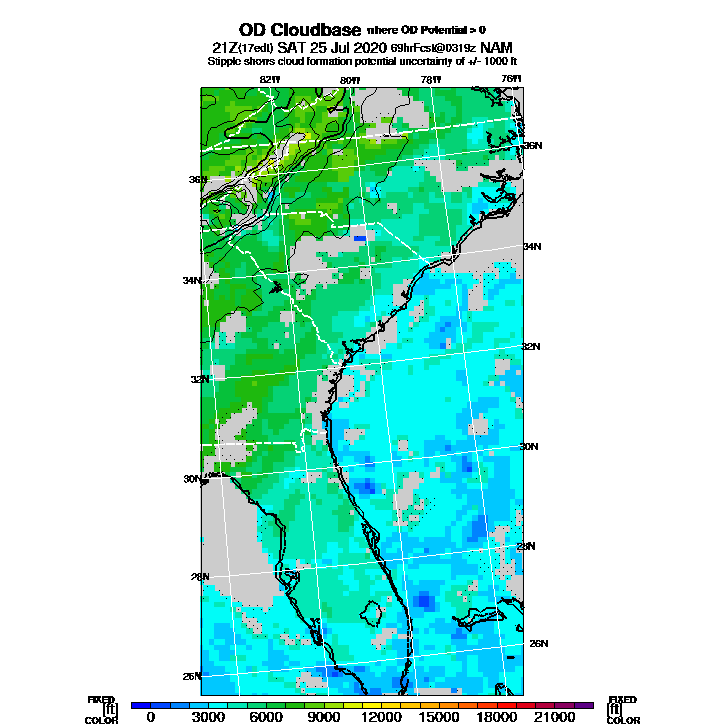 OD Cloudbase where OD Potential > 0
21Z(17edt) SAT 25 Jul 2020 69hrFcst@0319z NAM
Stipple shows cloud formation potential uncertainty of +/- 1000 ft
82W 80W 78W 76W
36N
36N
34N
34N
32N
32N
30N
30N
28N
28N
26N
26N
FIXED FIXED
[ft] 0 3000 6000 9000 12000 15000 18000 21000 [ft]
COLOR COLOR